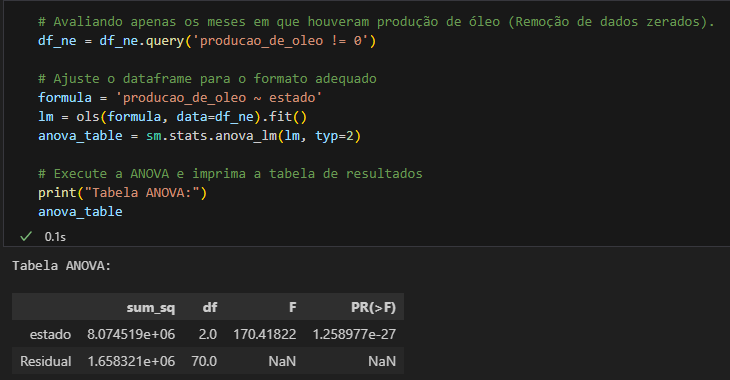 # Avaliando apenas os meses em que houveram produção de óleo (Remoção de dados zerados).
df_ne = df_ne.query('producao_de_oleo != 0')
# Ajuste o dataframe para o formato adequado
formula = 'producao_de_oleo ~ estado'
lm = ols(formula, data=df_ne).fit()
anova_table = sm.stats.anova_lm(lm, typ=2)
# Execute a ANOVA e imprima a tabela de resultados
print("Tabela ANOVA:")
anova_table
0.1s
Tabela ANOVA:
sum_sq df F PR(>F)
estado 8.074519e+06 2.0 170.41822 1.258977e-27
Residual 1.658321e+06 70.0 NaN NaN